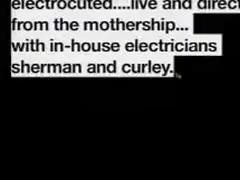 electrocuted....live and direct
from the mothership...
with in-house electricians
sherman and curley.